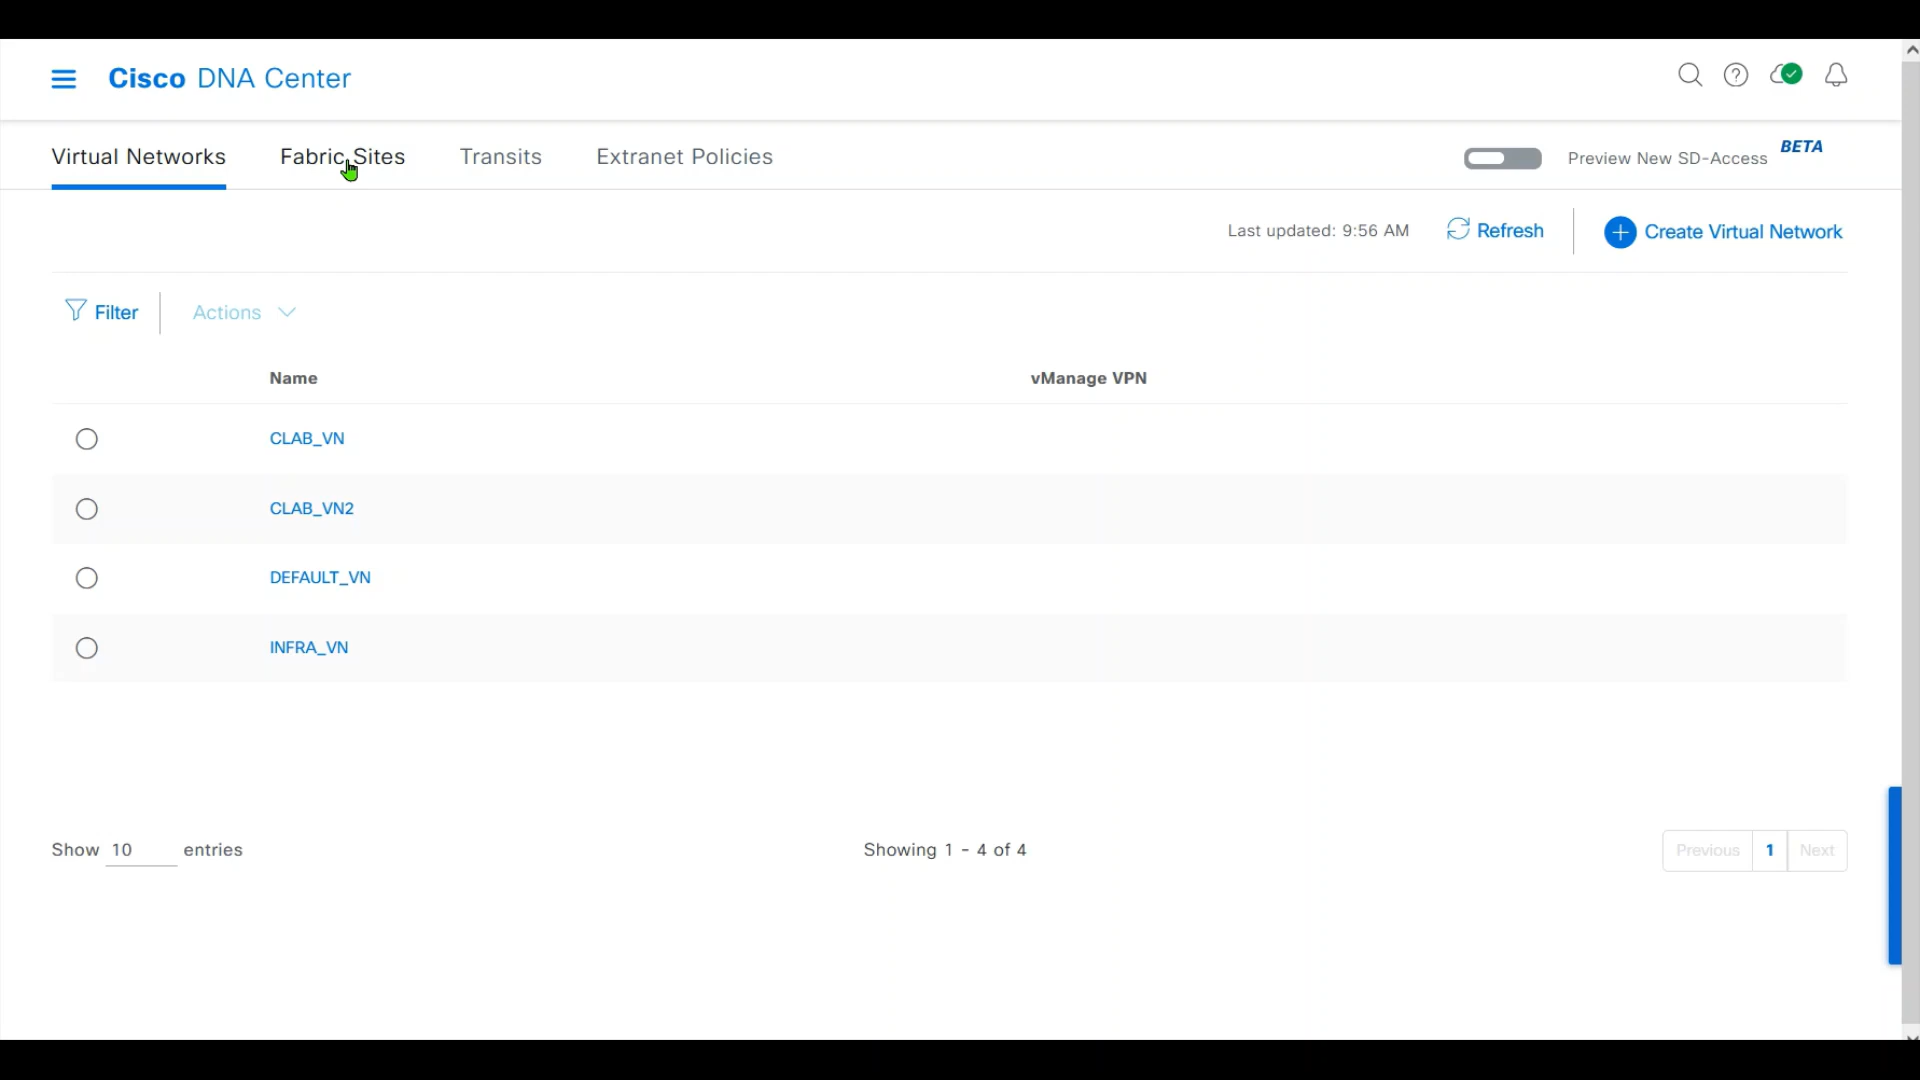 Cisco DNA Center
Virtual Networks Fabric Sites Transits Extranet Policies Preview New SD-Access BETA
Last updated: 9:56 AM Refresh Create Virtual Network
Filter Actions
Name vManage VPN
CLAB_VN
CLAB_VN2
DEFAULT_VN
INFRA_VN
Show 10 entries Showing 1 - 4 of 4 Previous 1 Next